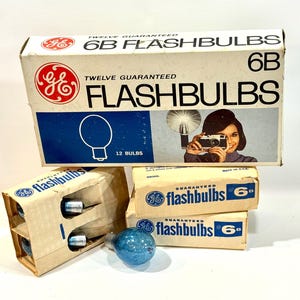 TWELVE GUARANTEED
6B FLASHBULBS
GE
6B
TWELVE GUARANTEED
FLASHBULBS
12 BULBS
GE
flashbulbs
GUARANTEED
GE flashbulbs 6B
GUARANTEED
GE flashbulbs 6B